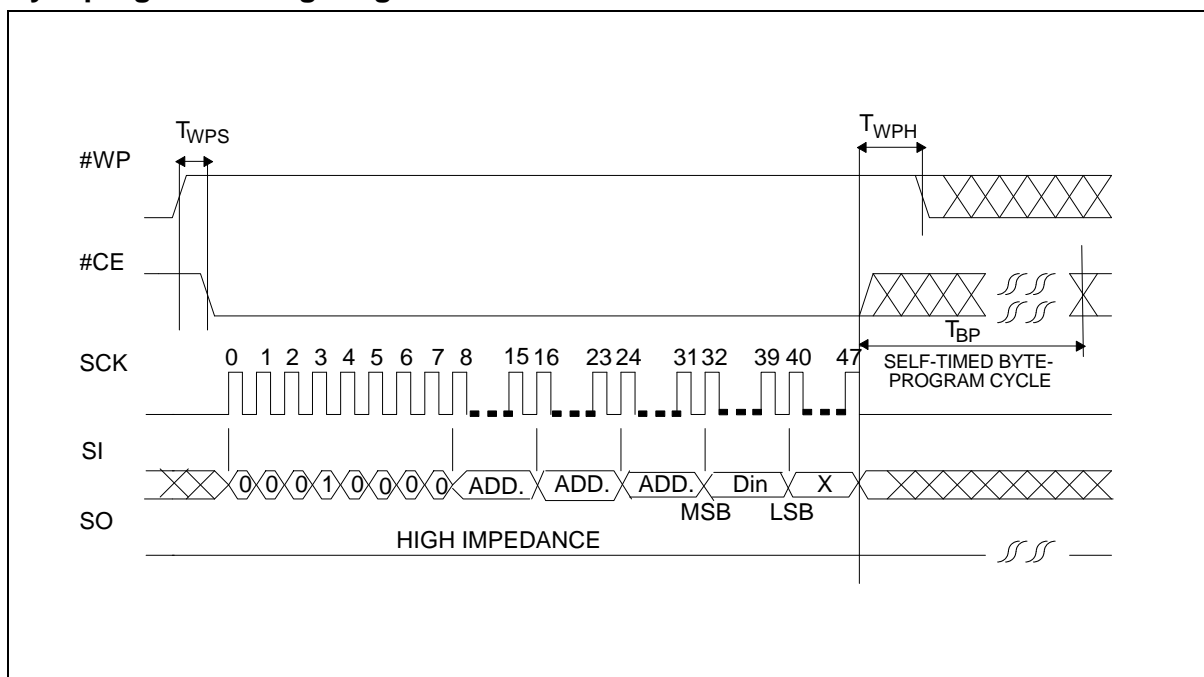 TWPS
TWPH
#WP
#CE
TBP
SCK
0 1 2 3 4 5 6 7 8 15 16 23 24 31 32 39 40 47
SELF-TIMED BYTE-
PROGRAM CYCLE
SI
0 0 0 1 0 0 0 0 ADD. ADD. ADD. Din X
MSB LSB
SO
HIGH IMPEDANCE